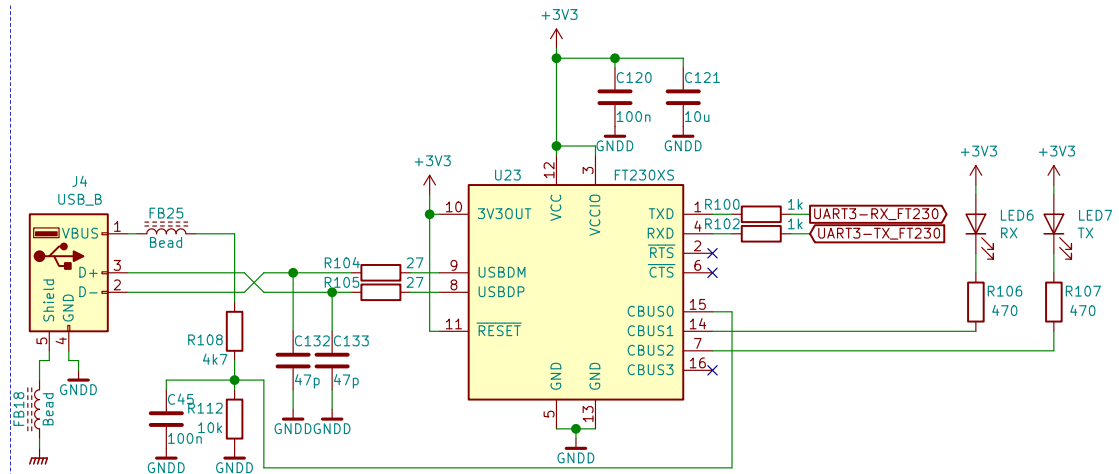 +3V3
C120
100n
GNDD
C121
10u
GNDD
J4
USB_B
VBUS
1
D+
3
D-
2
Shield
GND
5
4
GNDD
FB18
Bead
FB25
Bead
R108
4k7
C45
100n
GNDD
R112
10k
GNDD
C132
47p
GNDD
C133
47p
GNDD
R104
27
R105
27
+3V3
U23
FT230XS
12
VCC
3
VCCIO
10
3V3OUT
9
USBDM
8
USBDP
11
RESET
TXD
1
RXD
4
RTS
2
CTS
6
CBUS0
15
CBUS1
14
CBUS2
7
CBUS3
16
GND
5
GND
13
GNDD
R100
1k
UART3-RX_FT230
R102
1k
UART3-TX_FT230
+3V3
LED6
RX
R106
470
+3V3
LED7
TX
R107
470